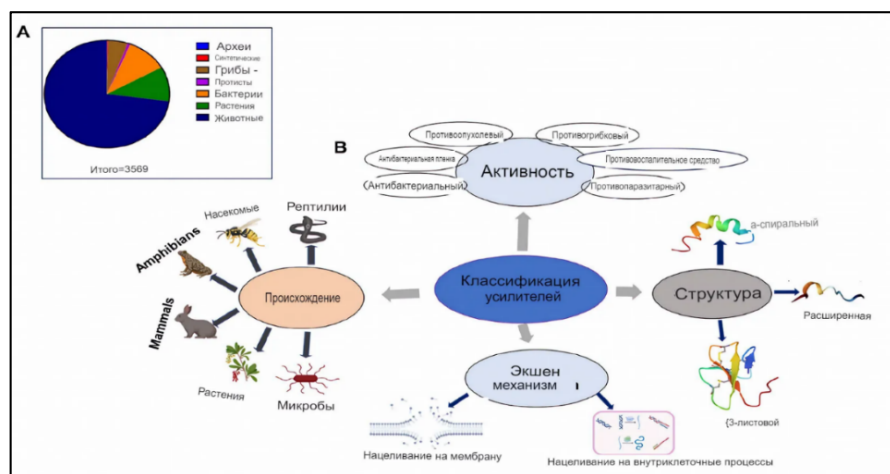 A
Археи
Синтетические
Грибы -
Протисты
Бактерии
Растения
Животные
Итого=3569
B
Противоопухолевый
Противогрибковый
Антибактериальная пленка
Противовоспалительное средство
(Антибактериальный)
Противопаразитарный
Активность
Насекомые
Рептилии
Amphibians
Mammals
Происхождение
Растения
Микробы
Классификация
усилителей
Структура
а-спиральный
Расширенная
{3-листовой
Экшен
механизм ı
Нацеливание на мембрану
Нацеливание на внутриклеточные процессы